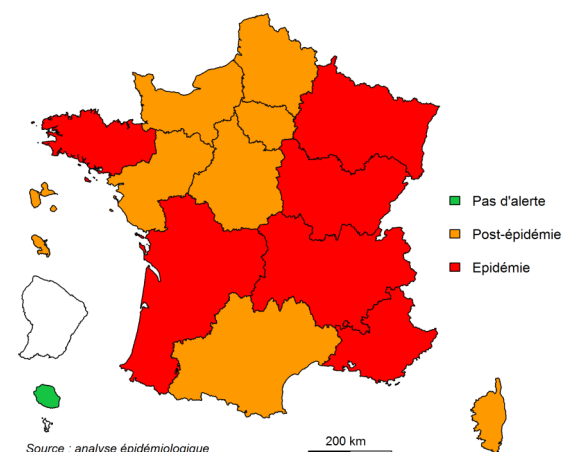 Pas d'alerte
Post-épidémie
Epidémie
200 km
Source : analyse épidémiologique